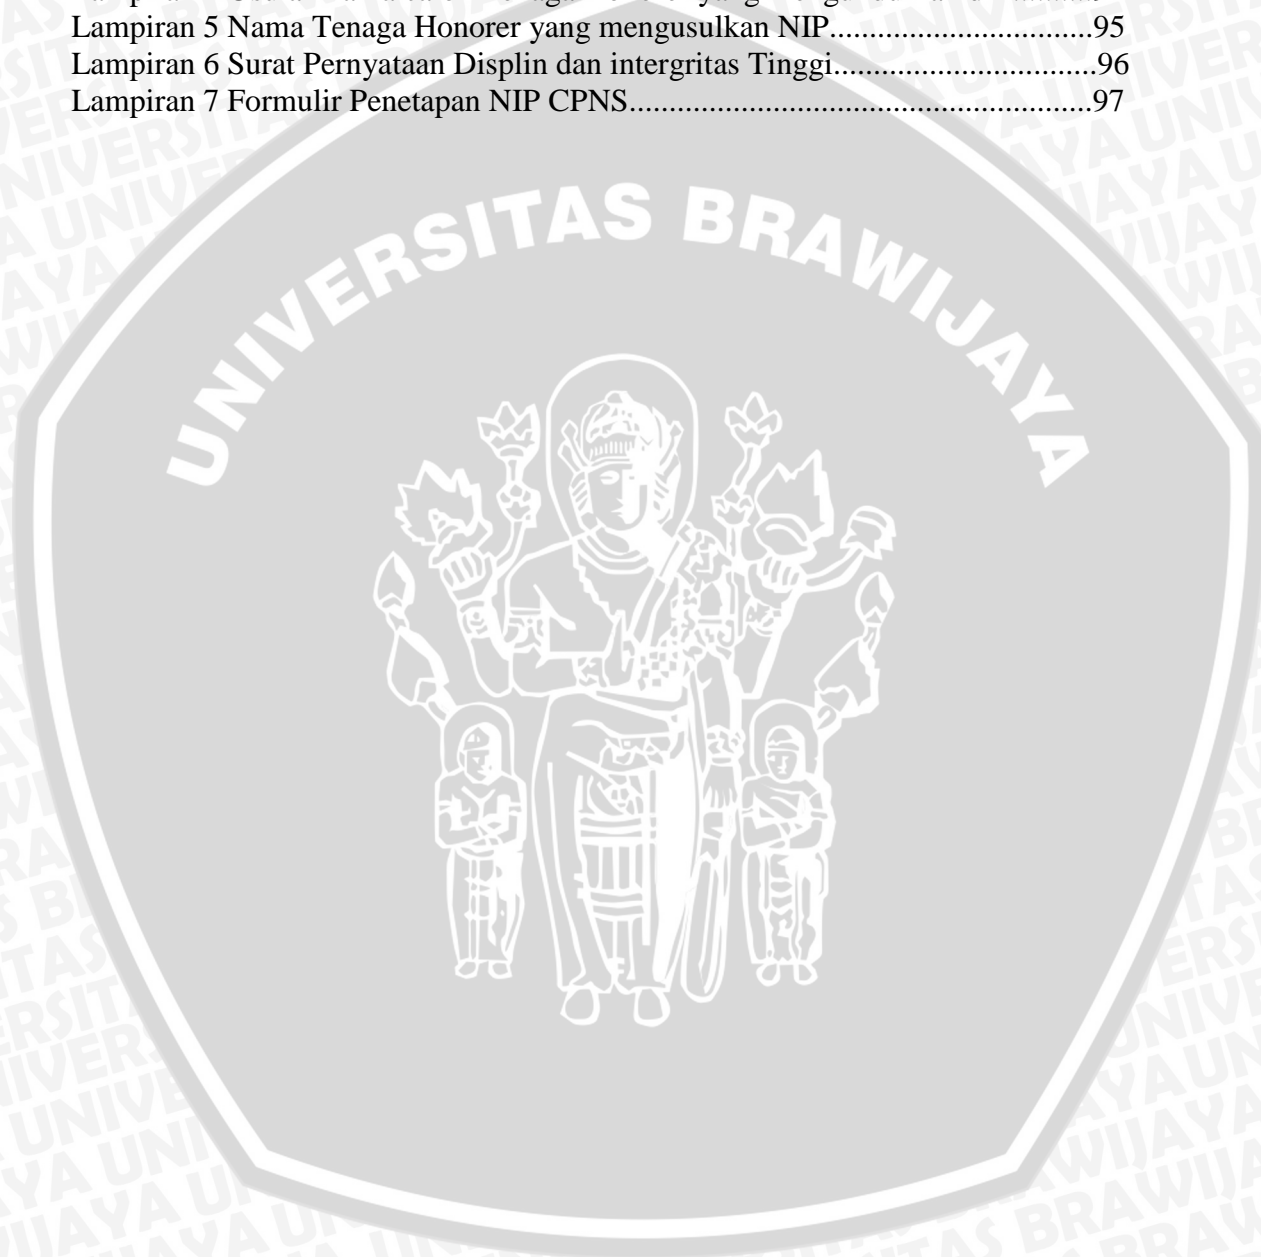 Lampiran 5 Nama Tenaga Honorer yang mengusulkan NIP.............................95
Lampiran 6 Surat Pernyataan Displin dan intergritas Tinggi.............................96
Lampiran 7 Formulir Penetapan NIP CPNS....................................................97
UNIVERSITAS BRAWIJAYA